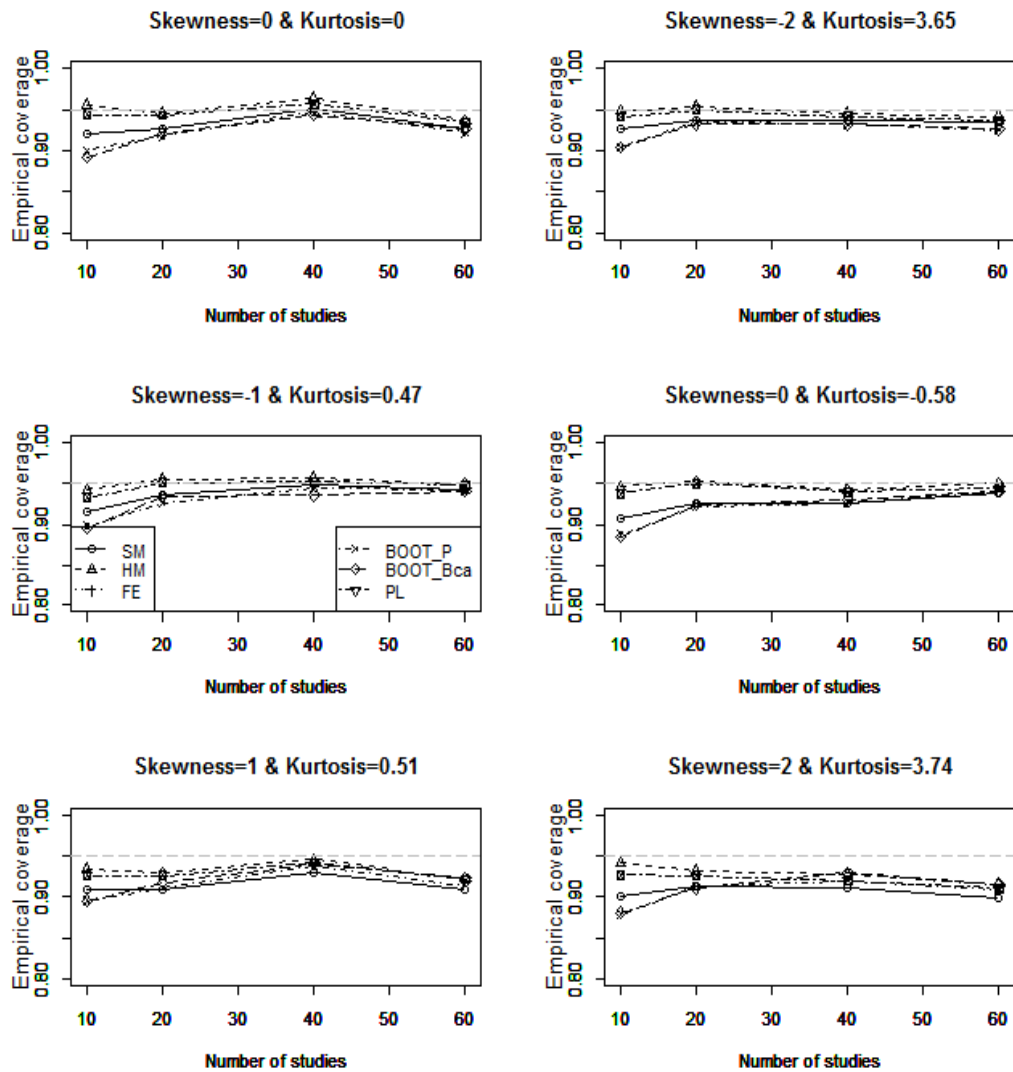 Skewness=0 & Kurtosis=0
Empirical coverage
1.00
0.90
0.80
10 20 30 40 50 60
Number of studies
Skewness=-2 & Kurtosis=3.65
Empirical coverage
1.00
0.90
0.80
10 20 30 40 50 60
Number of studies
Skewness=-1 & Kurtosis=0.47
Empirical coverage
1.00
0.90
0.80
SM
HM
FE
BOOT_P
BOOT_Bca
PL
10 20 30 40 50 60
Number of studies
Skewness=0 & Kurtosis=-0.58
Empirical coverage
1.00
0.90
0.80
10 20 30 40 50 60
Number of studies
Skewness=1 & Kurtosis=0.51
Empirical coverage
1.00
0.90
0.80
10 20 30 40 50 60
Number of studies
Skewness=2 & Kurtosis=3.74
Empirical coverage
1.00
0.90
0.80
10 20 30 40 50 60
Number of studies